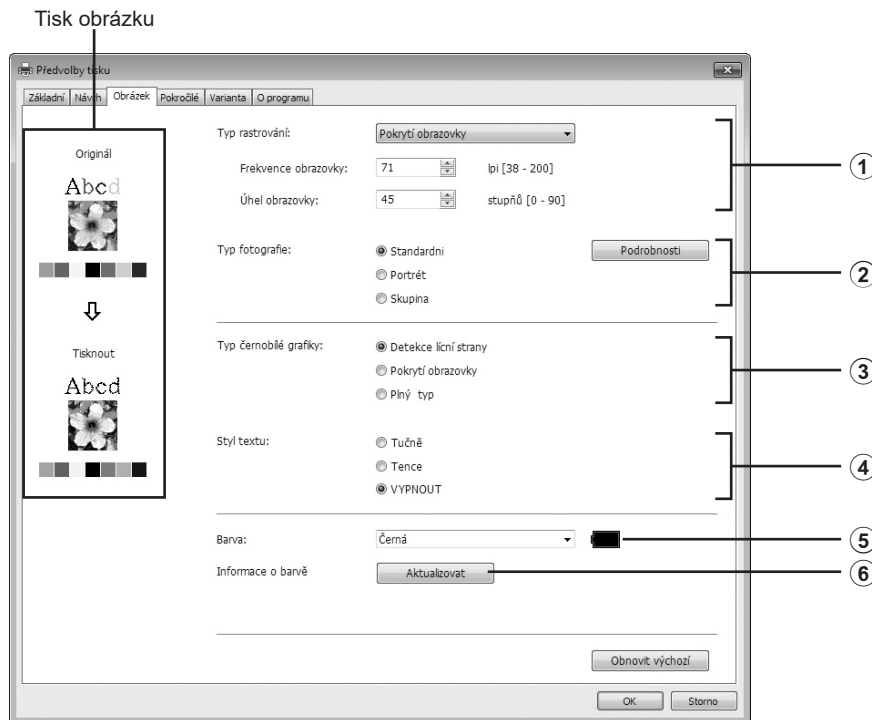 Tisk obrázku
Předvolby tisku
Základní Návrh Obrázek Pokročilé Varianta O programu
Originál
Abcd
Tisknout
Abcd
Typ rastrování: Pokrytí obrazovky
Frekvence obrazovky: 71 lpi [38 - 200]
Úhel obrazovky: 45 stupňů [0 - 90]
1
Typ fotografie: Standardni Podrobnosti
Portrét
2
Skupina
Typ černobílé grafiky: Detekce lícní strany
Pokrytí obrazovky
3
Plný typ
Styl textu: Tučně
Tence
4
VYPNOUT
Barva: Černá
5
Informace o barvě Aktualizovat
6
Obnovit výchozí
OK Storno